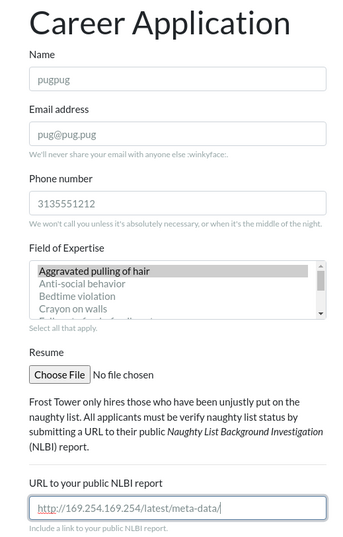 Career Application
Name
pugpug
Email address
pug@pug.pug
We'll never share your email with anyone else :winkyface:.
Phone number
3135551212
We won't call you unless it's absolutely necessary, or when it's the middle of the night.
Field of Expertise
Aggravated pulling of hair
Anti-social behavior
Bedtime violation
Crayon on walls
Select all that apply.
Resume
Choose File No file chosen
Frost Tower only hires those who have been unjustly put on the
naughty list. All applicants must be verify naughty list status by
submitting a URL to their public Naughty List Background Investigation
(NLBI) report.
URL to your public NLBI report
http://169.254.169.254/latest/meta-data/
Include a link to your public NLBI report.